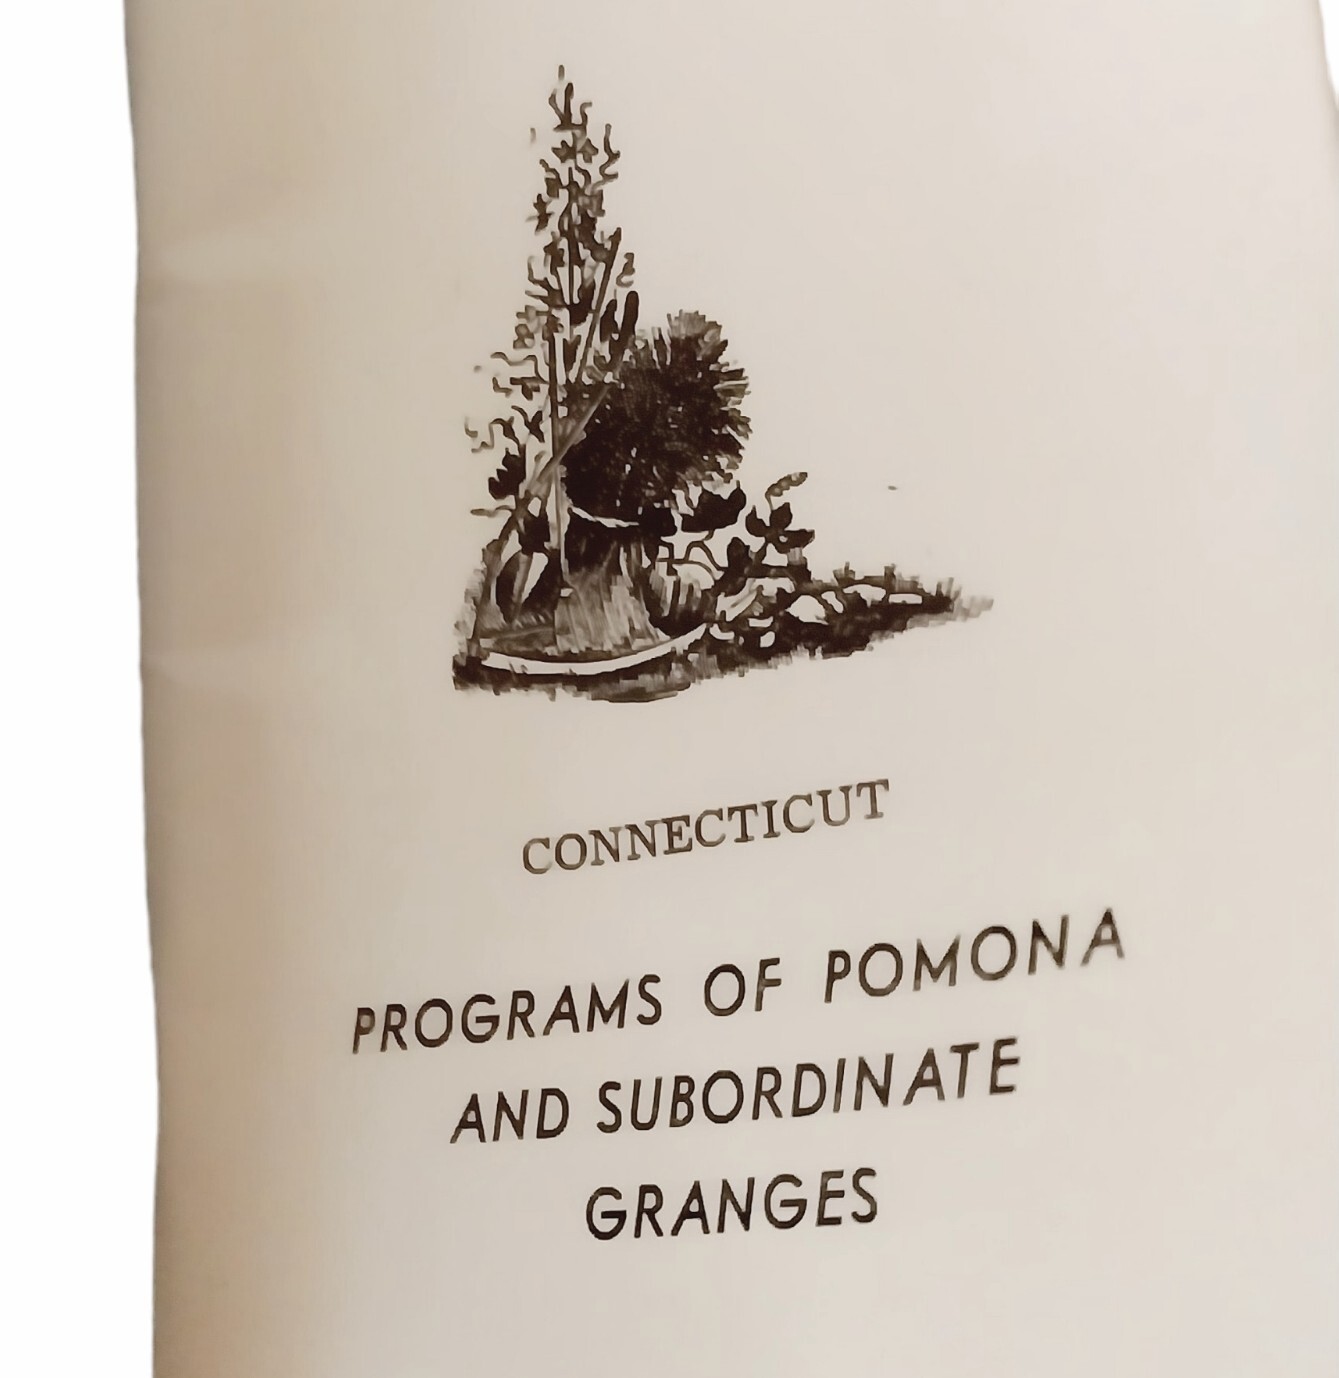 CONNECTICUT
PROGRAMS OF POMONA
AND SUBORDINATE
GRANGES